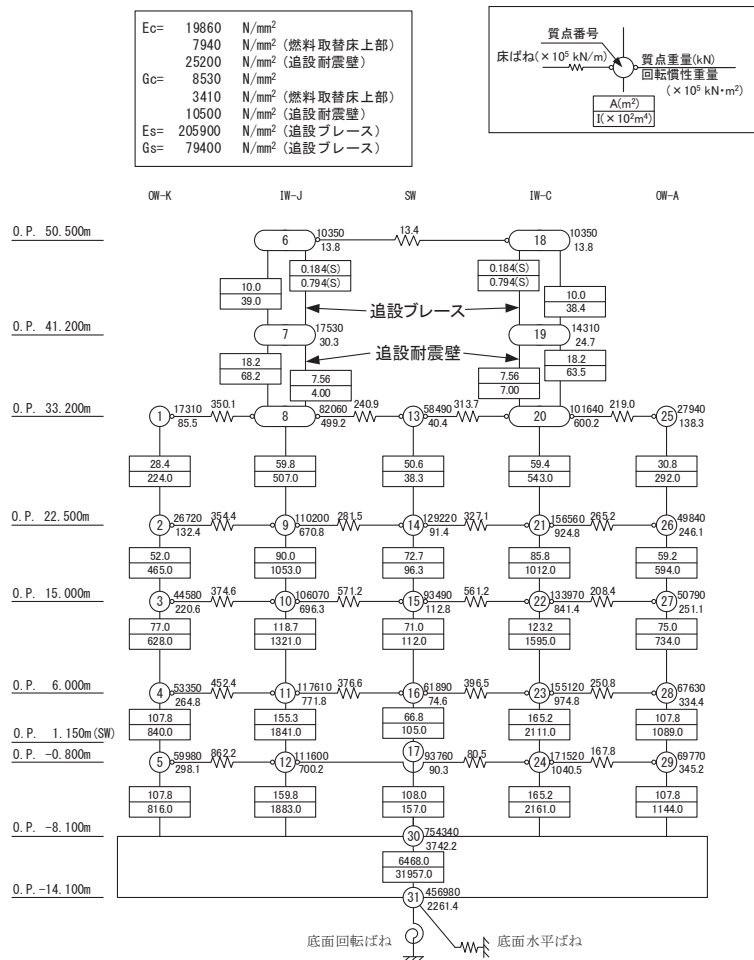 Ec= 19860 N/mm²
7940 N/mm² (燃料取替床上部)
25200 N/mm² (追設耐震壁)
Gc= 8530 N/mm²
3410 N/mm² (燃料取替床上部)
10500 N/mm² (追設耐震壁)
Es= 205900 N/mm² (追設ブレース)
Gs= 79400 N/mm² (追設ブレース)
質点番号
床ばね(×10⁵ kN/m)
質点重量(kN)
回転慣性重量
(×10⁵ kN・m²)
A(m²)
I(×10²m⁴)
OW-K IW-J SW IW-C OW-A
O.P. 50.500m 6 10350 13.4 18 10350
13.8 13.8
0.184(S) 0.184(S)
0.794(S) 0.794(S)
10.0 10.0
39.0 38.4
追設ブレース
O.P. 41.200m 7 17530 19 14310
30.3 24.7
追設耐震壁
18.2 18.2
68.2 63.5
7.56 7.56
4.00 7.00
O.P. 33.200m 1 17310 350.1 8 82060 240.9 13 58490 313.7 20 101640 219.0 25 27940
85.5 499.2 40.4 600.2 138.3
28.4 59.8 50.6 59.4 30.8
224.0 507.0 38.3 543.0 292.0
O.P. 22.500m 2 26720 354.4 9 110200 281.5 14 129220 327.1 21 156560 265.2 26 49840
132.4 670.8 91.4 924.8 246.1
52.0 90.0 72.7 85.8 59.2
465.0 1053.0 96.3 1012.0 594.0
O.P. 15.000m 3 44580 374.6 10 106070 571.2 15 93490 561.2 22 133970 208.4 27 50790
220.6 696.3 112.8 841.4 251.1
77.0 118.7 71.0 123.2 75.0
628.0 1321.0 112.0 1595.0 734.0
O.P. 6.000m 4 53350 452.4 11 117610 376.6 16 61890 396.5 23 155120 250.8 28 67630
264.8 771.8 74.6 974.8 334.4
107.8 155.3 66.8 165.2 107.8
840.0 1841.0 105.0 2111.0 1089.0
O.P. 1.150m(SW)
O.P. -0.800m 5 59980 862.2 12 111600 17 93760 80.5 24 171520 167.8 29 69770
298.1 700.2 90.3 1040.5 345.2
107.8 159.8 108.0 165.2 107.8
816.0 1883.0 157.0 2161.0 1144.0
O.P. -8.100m 30 754340
3742.2
6468.0
31957.0
O.P.-14.100m 31 456980
2261.4
底面回転ばね 底面水平ばね